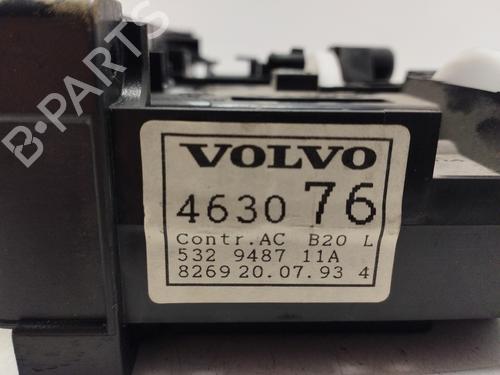 B-PARTS
VOLVO
4630 76
Contr.AC B20 L
532 9487 11A
8269 20.07.93 4